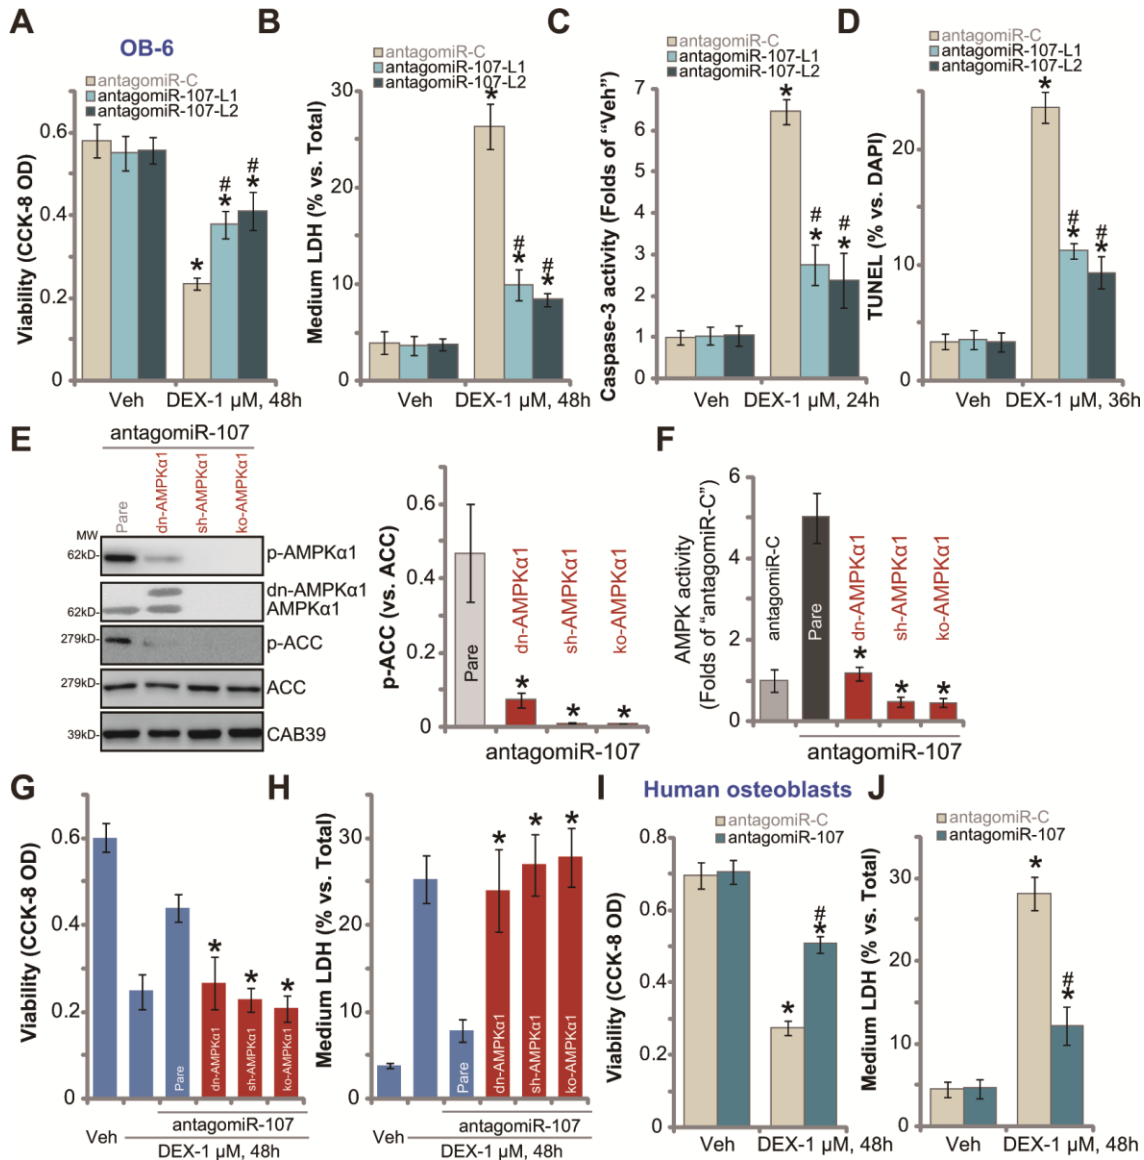 A
OB-6
antagomiR-C
antagomiR-107-L1
antagomiR-107-L2
Viability (CCK-8 OD)
0.6
0.4
0.2
0
*
#
*
#
*
Veh
DEX-1 µM, 48h
B
antagomiR-C
antagomiR-107-L1
antagomiR-107-L2
Medium LDH (% vs. Total)
30
20
10
0
*
#
*
#
*
Veh
DEX-1 µM, 48h
C
antagomiR-C
antagomiR-107-L1
antagomiR-107-L2
Caspase-3 activity (Folds of “Veh”)
7
6
5
4
3
2
1
0
*
#
*
#
*
Veh
DEX-1 µM, 24h
D
antagomiR-C
antagomiR-107-L1
antagomiR-107-L2
TUNEL (% vs. DAPI)
20
10
0
*
#
*
#
*
Veh
DEX-1 µM, 36h
E
antagomiR-107
Pare
dn-AMPKα1
sh-AMPKα1
ko-AMPKα1
MW
62kD-
p-AMPKα1
dn-AMPKα1
62kD-
AMPKα1
279kD-
p-ACC
279kD-
ACC
39kD-
CAB39
p-ACC (vs. ACC)
0.6
0.4
0.2
0
Pare
dn-AMPKα1
sh-AMPKα1
ko-AMPKα1
*
*
*
antagomiR-107
F
AMPK activity
(Folds of “antagomiR-C”)
6
4
2
0
antagomiR-C
Pare
dn-AMPKα1
sh-AMPKα1
ko-AMPKα1
*
*
*
antagomiR-107
G
Viability (CCK-8 OD)
0.6
0.4
0.2
0
*
*
*
Pare
dn-AMPKα1
sh-AMPKα1
ko-AMPKα1
antagomiR-107
Veh
DEX-1 µM, 48h
H
Medium LDH (% vs. Total)
30
20
10
0
*
*
*
Pare
dn-AMPKα1
sh-AMPKα1
ko-AMPKα1
antagomiR-107
Veh
DEX-1 µM, 48h
I
Human osteoblasts
antagomiR-C
antagomiR-107
Viability (CCK-8 OD)
0.8
0.6
0.4
0.2
0
*
#
*
Veh
DEX-1 µM, 48h
J
antagomiR-C
antagomiR-107
Medium LDH (% vs. Total)
30
20
10
0
*
#
*
Veh
DEX-1 µM, 48h